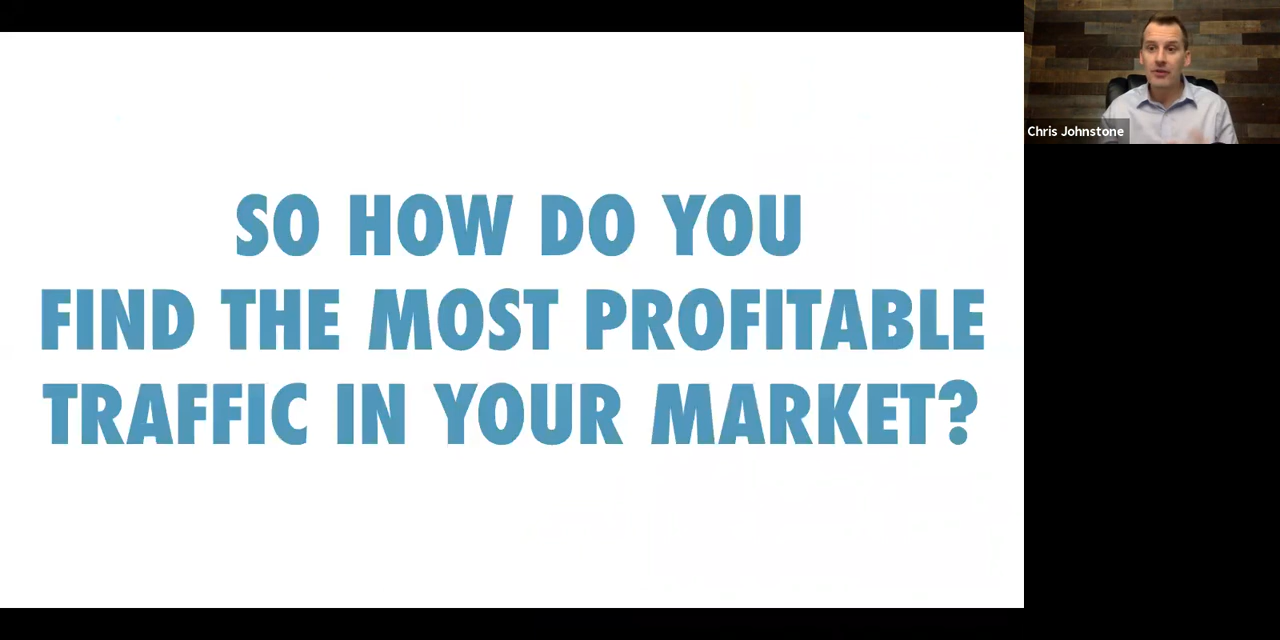 SO HOW DO YOU
FIND THE MOST PROFITABLE
TRAFFIC IN YOUR MARKET?
Chris Johnstone